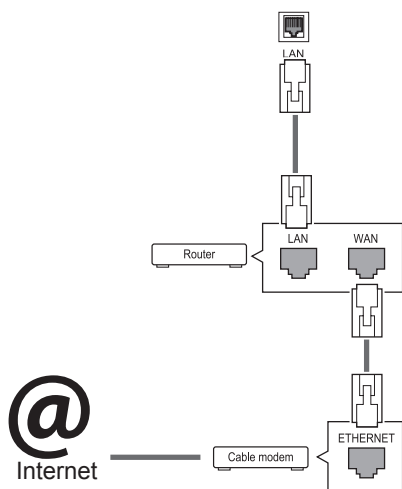 LAN
LAN WAN
Router
ETHERNET
@
Internet
Cable modem